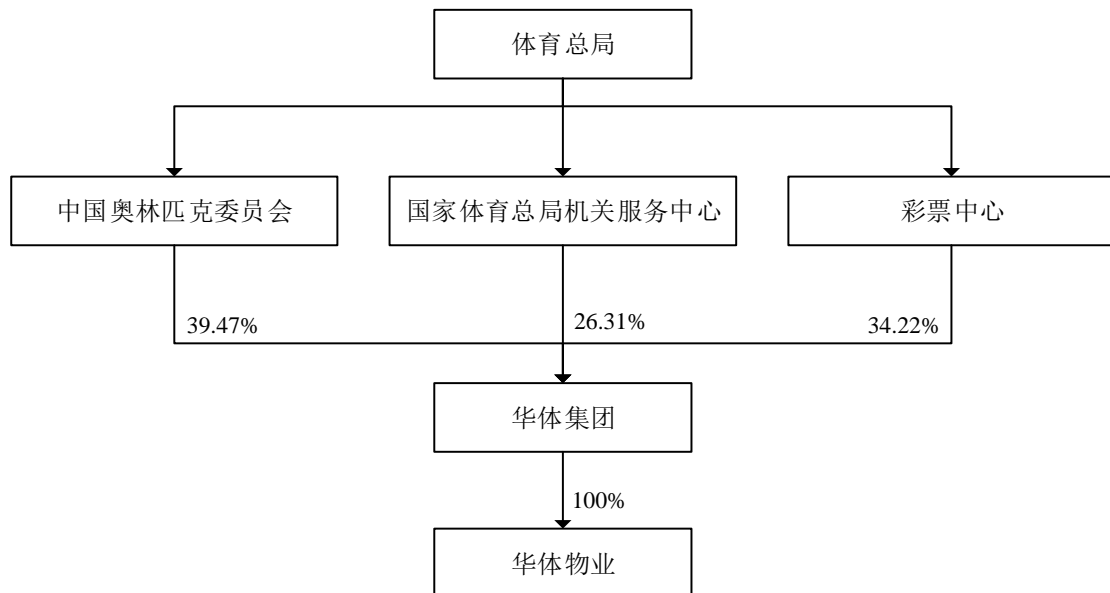 体育总局
中国奥林匹克委员会
国家体育总局机关服务中心
彩票中心
39.47%
26.31%
34.22%
华体集团
100%
华体物业